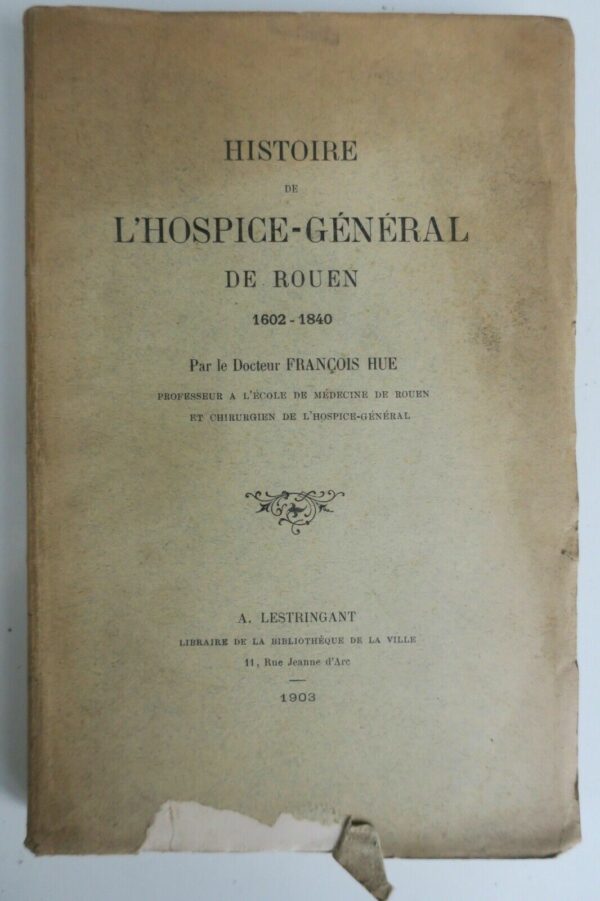 HISTOIRE
DE
L'HOSPICE-GÉNÉRAL
DE ROUEN
1602-1840
Par le Docteur FRANÇOIS HUE
PROFESSEUR A L'ÉCOLE DE MÉDECINE DE ROUEN
ET CHIRURGIEN DE L'HOSPICE-GÉNÉRAL
A. LESTRINGANT
LIBRAIRE DE LA BIBLIOTHÈQUE DE LA VILLE
11, Rue Jeanne d'Arc
1903